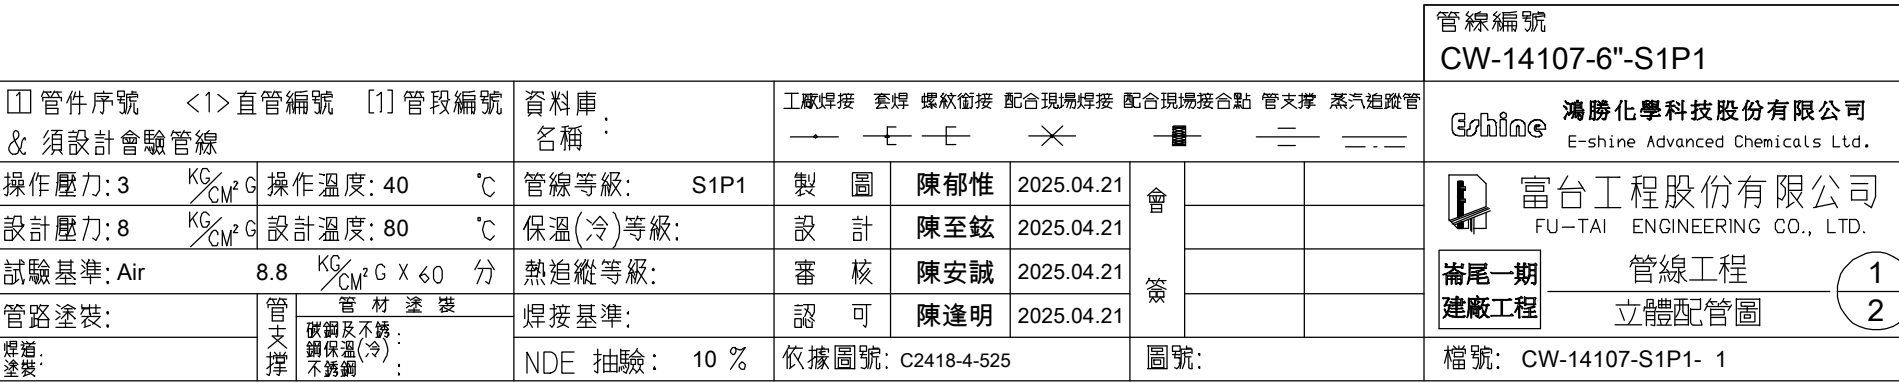 管線編號
CW-14107-6"-S1P1
1 管件序號 <1>直管編號 [1]管段編號
& 須設計會驗管線
資料庫
名稱:
工廠焊接 套焊 螺紋銜接 配合現場焊接 配合現場接合點 管支撐 蒸汽追蹤管
Eshine 鴻勝化學科技股份有限公司
E-shine Advanced Chemicals Ltd.
操作壓力: 3 KG/CM² G 操作溫度: 40 °C 管線等級: S1P1 製圖 陳郁惟 2025.04.21
會簽
富台工程股份有限公司
FU-TAI ENGINEERING CO., LTD.
設計壓力: 8 KG/CM² G 設計溫度: 80 °C 保溫(冷)等級: 設計 陳至鉉 2025.04.21
試驗基準: Air 8.8 KG/CM² G X 60 分 熱追縱等級: 審核 陳安誠 2025.04.21
崙尾一期
建廠工程
管線工程
立體配管圖
1
2
管路塗裝:
管支撐
管材塗裝
碳鋼及不銹:
鋼保溫(冷)
不銹鋼:
焊接基準: 認可 陳逢明 2025.04.21
焊道:
塗裝:
NDE 抽驗: 10 % 依據圖號: C2418-4-525 圖號: 檔號: CW-14107-S1P1- 1